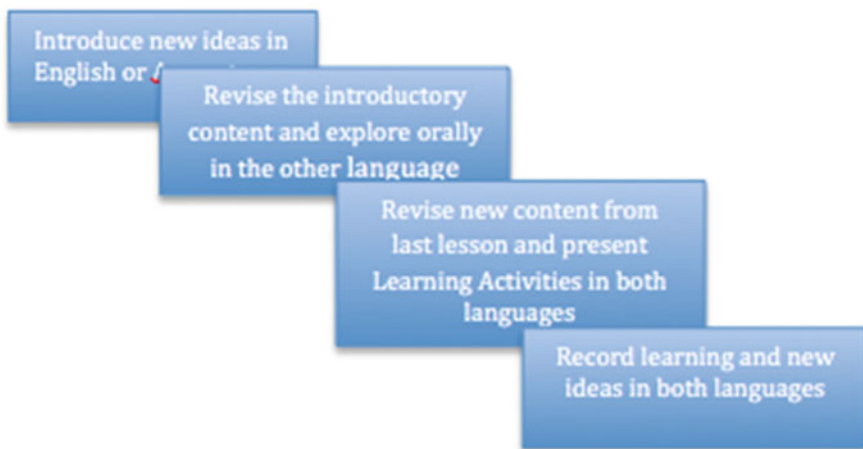 Introduce new ideas in
English or
Revise the introductory
content and explore orally
in the other language
Revise new content from
last lesson and present
Learning Activities in both
languages
Record learning and new
ideas in both languages